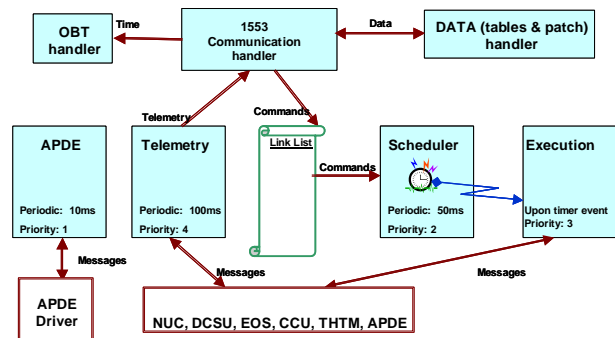 OBT
handler
Time
1553
Communication
handler
Data
DATA (tables & patch)
handler
Telemetry
Commands
APDE
Periodic: 10ms
Priority: 1
Telemetry
Periodic: 100ms
Priority: 4
Link List
Commands
Scheduler
Periodic: 50ms
Priority: 2
Execution
Upon timer event
Priority: 3
Messages
Messages
Messages
APDE
Driver
NUC, DCSU, EOS, CCU, THTM, APDE